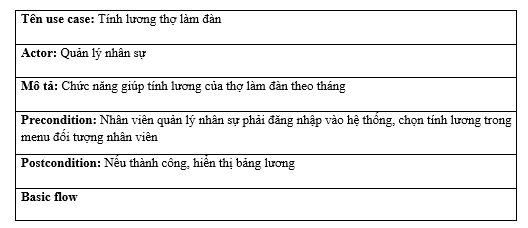 Tên use case: Tính lương thợ làm đàn
Actor: Quản lý nhân sự
Mô tả: Chức năng giúp tính lương của thợ làm đàn theo tháng
Precondition: Nhân viên quản lý nhân sự phải đăng nhập vào hệ thống, chọn tính lương trong
menu đối tượng nhân viên
Postcondition: Nếu thành công, hiển thị bảng lương
Basic flow